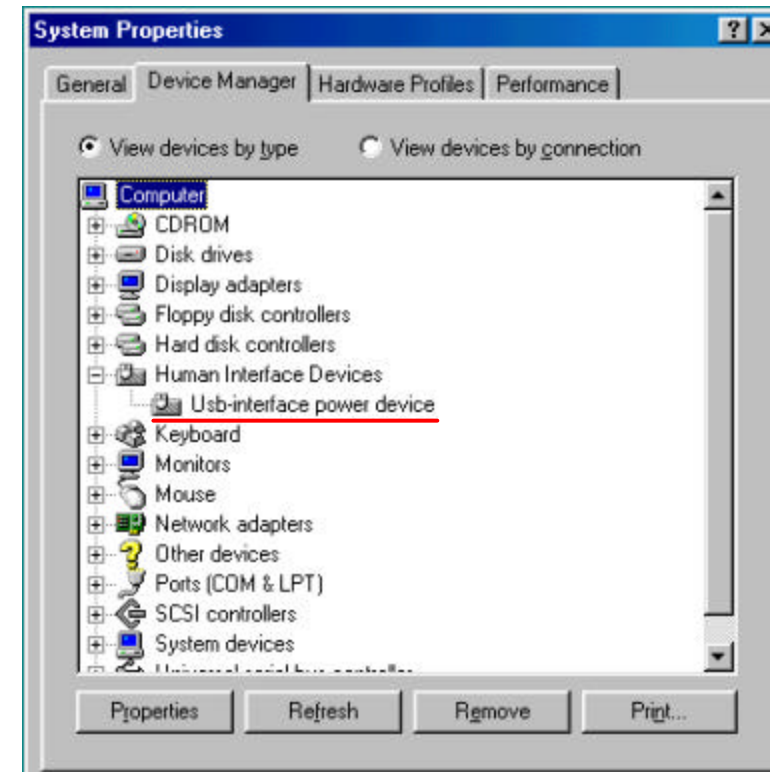 System Properties
General Device Manager Hardware Profiles Performance
View devices by type View devices by connection
Computer
CDROM
Disk drives
Display adapters
Floppy disk controllers
Hard disk controllers
Human Interface Devices
Usb-interface power device
Keyboard
Monitors
Mouse
Network adapters
Other devices
Ports (COM & LPT)
SCSI controllers
System devices
Properties Refresh Remove Print...